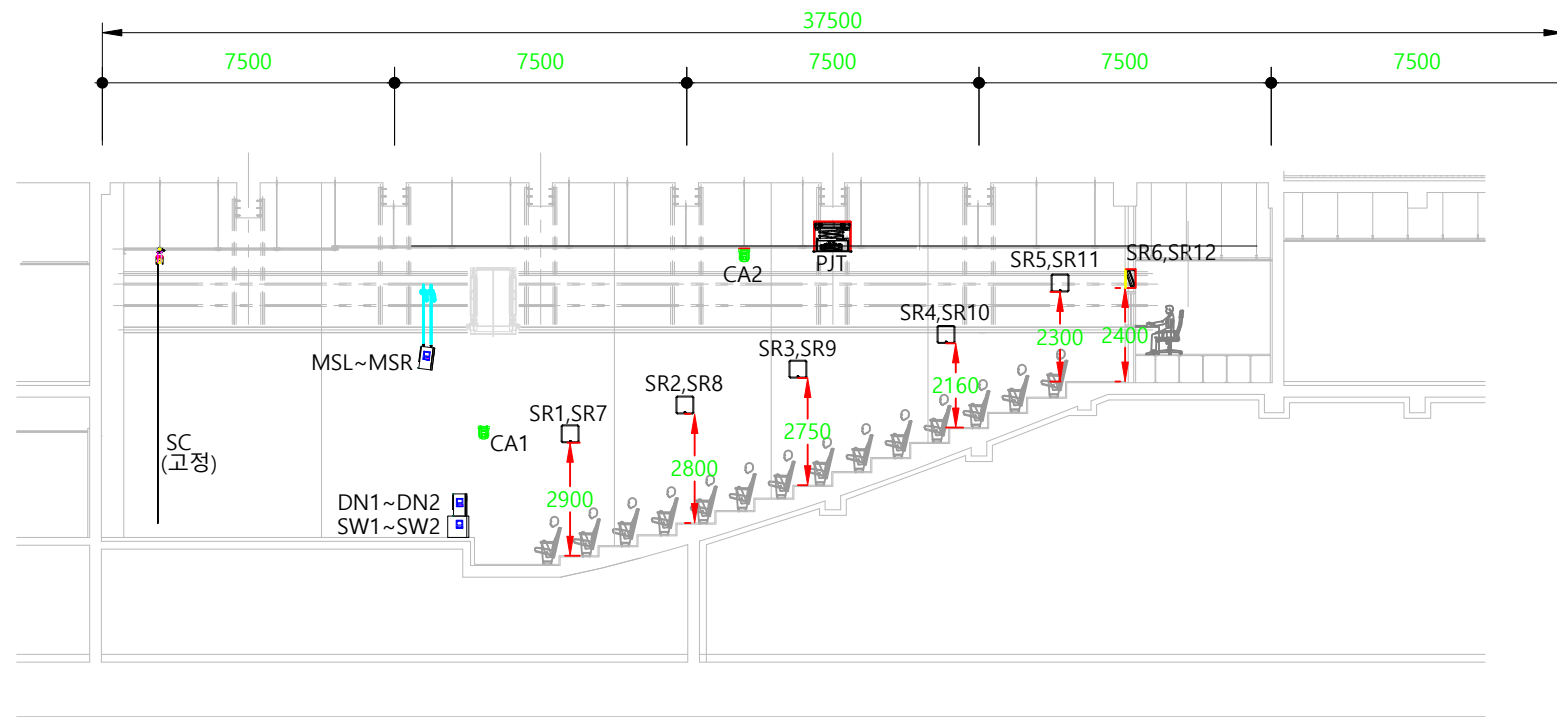 37500
7500
7500
7500
7500
7500
CA2
PJT
SR5,SR11
SR6,SR12
SR4,SR10
2300
2400
SR3,SR9
MSL~MSR
SR2,SR8
2160
SR1,SR7
CA1
SC
(고정)
2750
2800
2900
DN1~DN2
SW1~SW2